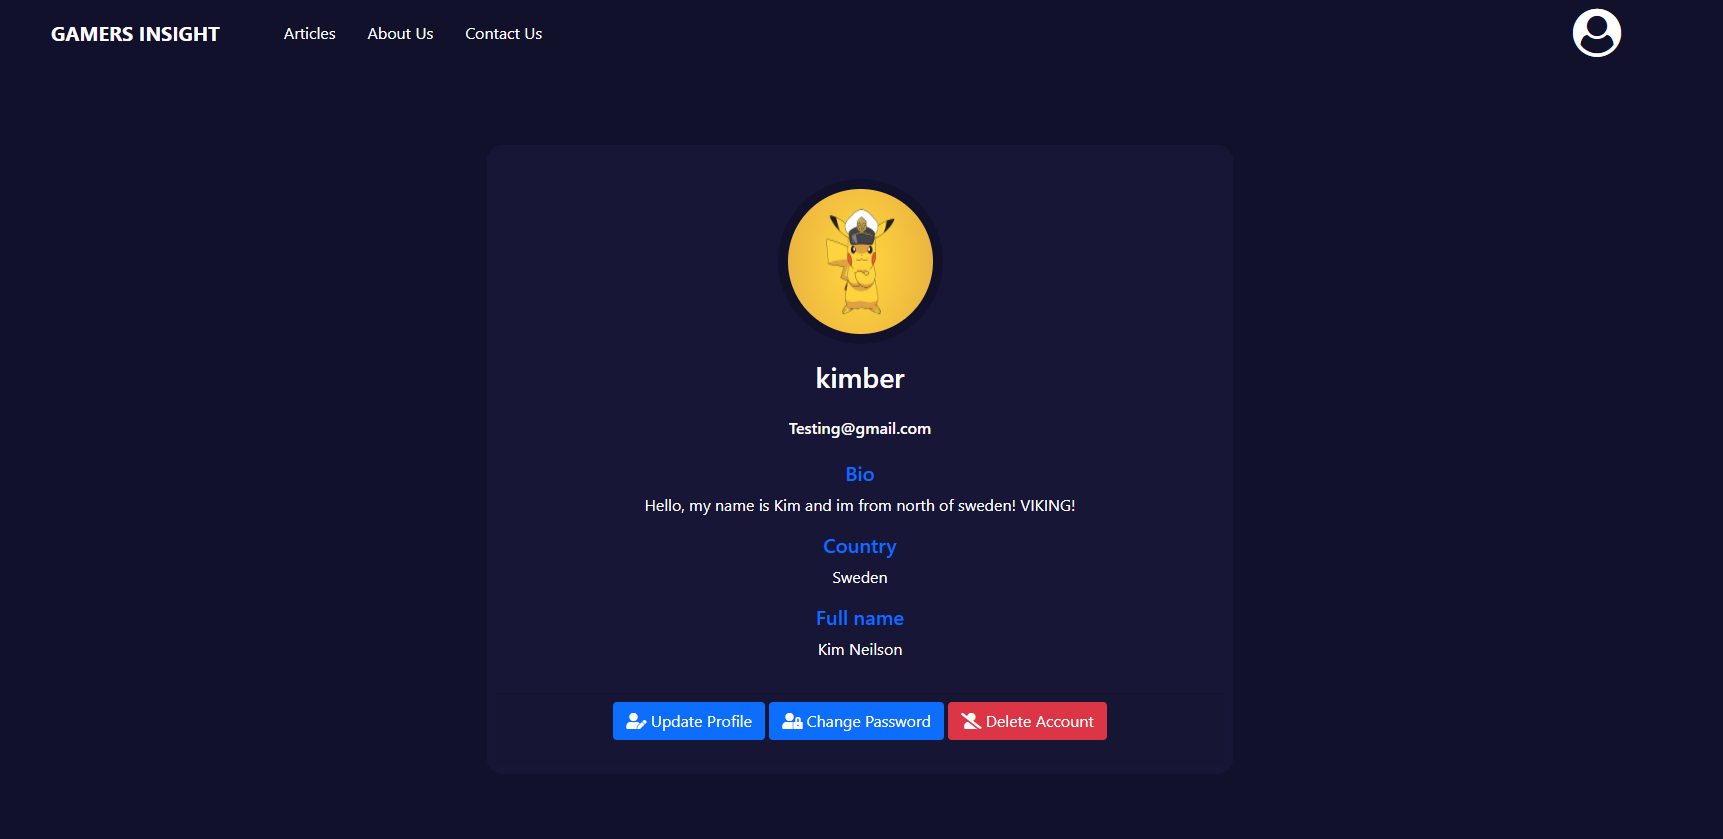 GAMERS INSIGHT Articles About Us Contact Us
kimber
Testing@gmail.com
Bio
Hello, my name is Kim and im from north of sweden! VIKING!
Country
Sweden
Full name
Kim Neilson
Update Profile Change Password Delete Account